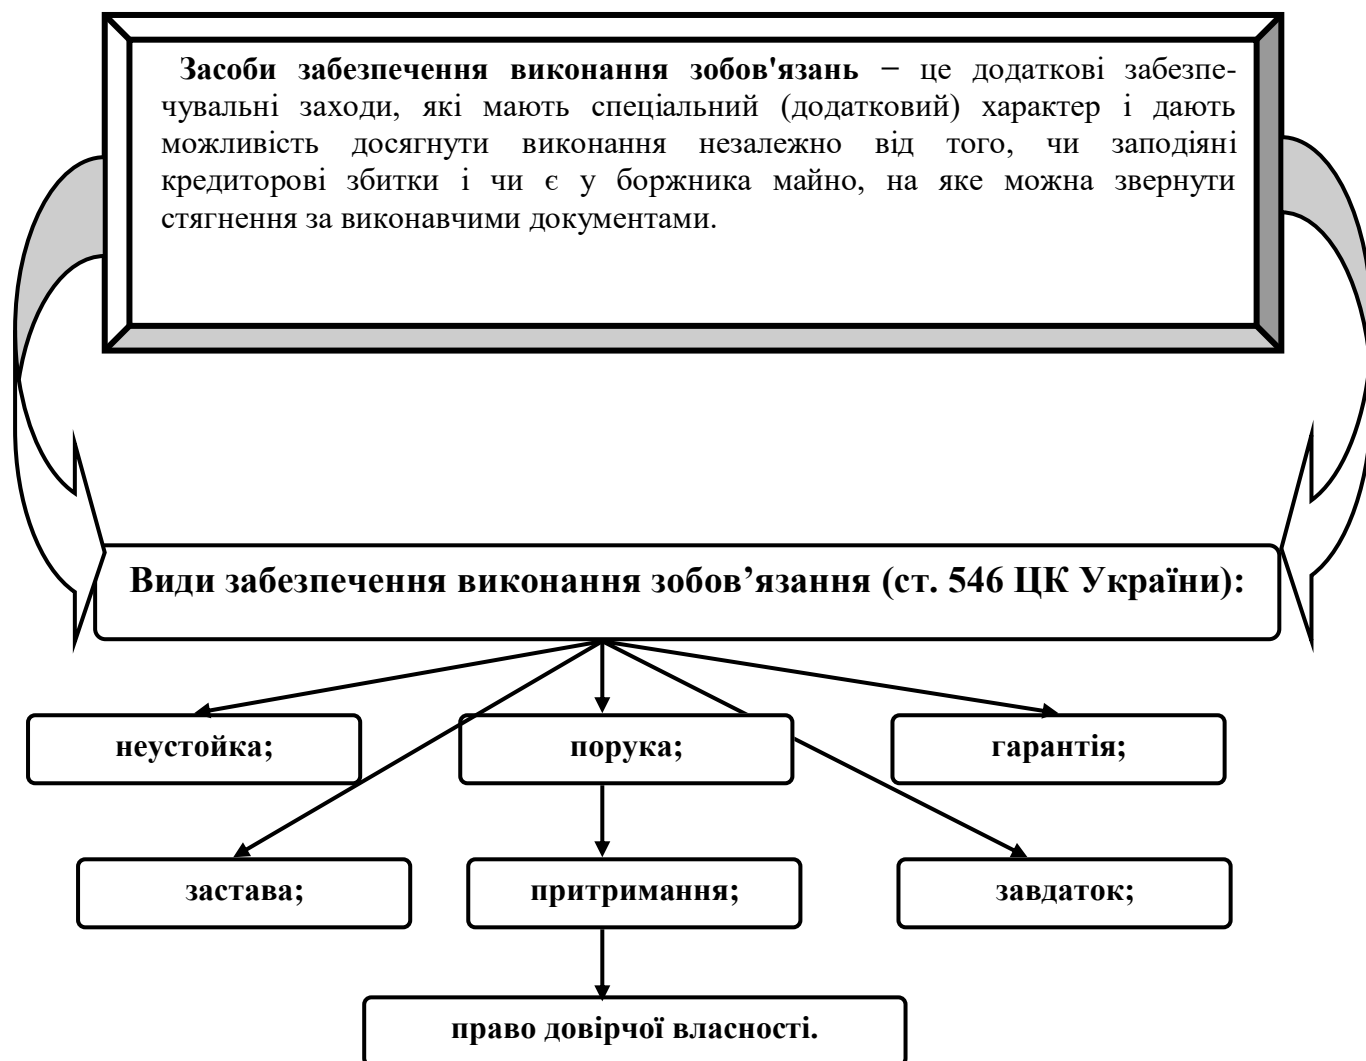 Засоби забезпечення виконання зобов'язань – це додаткові забезпе-
чувальні заходи, які мають спеціальний (додатковий) характер і дають
можливість досягнути виконання незалежно від того, чи заподіяні
кредиторові збитки і чи є у боржника майно, на яке можна звернути
стягнення за виконавчими документами.
Види забезпечення виконання зобов’язання (ст. 546 ЦК України):
неустойка;
порука;
гарантія;
застава;
притримання;
завдаток;
право довірчої власності.